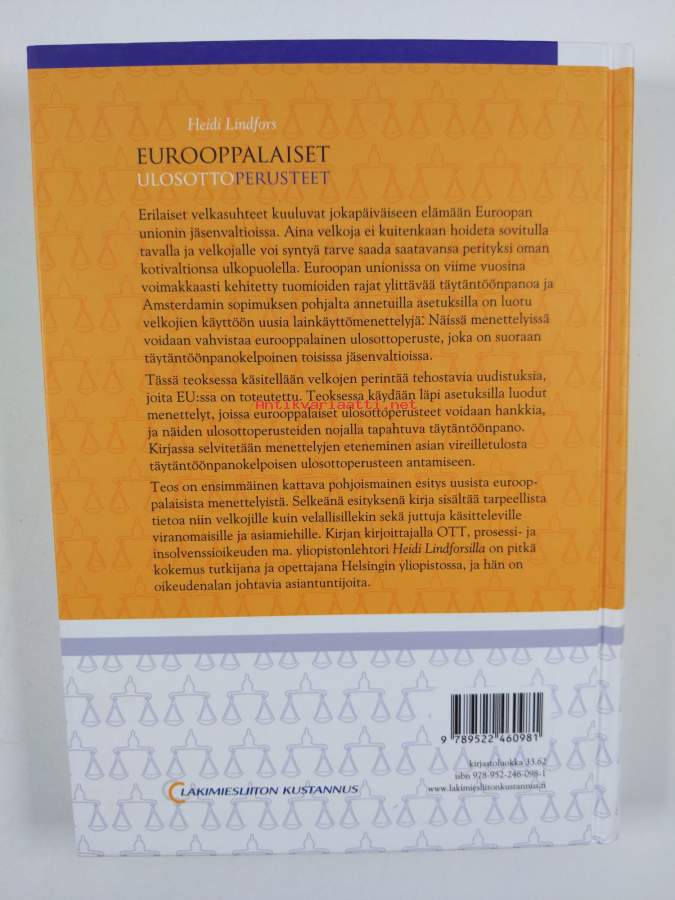 Heidi Lindfors
EUROOPPALAISET
ULOSOTTOPERUSTEET
Erilaiset velkasuhteet kuuluvat jokapäiväiseen elämään Euroopan
unionin jäsenvaltioissa. Aina velkoja ei kuitenkaan hoideta sovitulla
tavalla ja velkojalle voi syntyä tarve saada saatavansa perityksi oman
kotivaltionsa ulkopuolella. Euroopan unionissa on viime vuosina
voimakkaasti kehitetty tuomioiden rajat ylittävää täytäntöönpanoa ja
Amsterdamin sopimuksen pohjalta annetuilla asetuksilla on luotu
velkojien käyttöön uusia lainkäyttömenettelyjä. Näissä menettelyissä
voidaan vahvistaa eurooppalainen ulosottoperuste, joka on suoraan
täytäntöönpanokelpoinen toisissa jäsenvaltioissa.
Tässä teoksessa käsitellään velkojen perintää tehostavia uudistuksia,
joita EU:ssa on toteutettu. Teoksessa käydään läpi asetuksilla luodut
Antikvariaatti.net
menettelyt, joissa eurooppalaiset ulosottoperusteet voidaan hankkia,
ja näiden ulosottoperusteiden nojalla tapahtuva täytäntöönpano.
Kirjassa selvitetään menettelyjen eteneminen asian vireilletulosta
täytäntöönpanokelpoisen ulosottoperusteen antamiseen.
Teos on ensimmäinen kattava pohjoismainen esitys uusista euroop-
palaisista menettelyistä. Selkeänä esityksenä kirja sisältää tarpeellista
tietoa niin velkojille kuin velallisillekin sekä juttuja käsitteleville
viranomaisille ja asiamiehille. Kirjan kirjoittajalla OTT, prosessi- ja
insolvenssioikeuden ma. yliopistonlehtori Heidi Lindforsilla on pitkä
kokemus tutkijana ja opettajana Helsingin yliopistossa, ja hän on
oikeudenalan johtavia asiantuntijoita.
9 789522 460981
kirjastoluokka 33.62
isbn 978-952-246-098-1
www.lakimiesliitonkustannus.fi
LAKIMIESLIITON KUSTANNUS